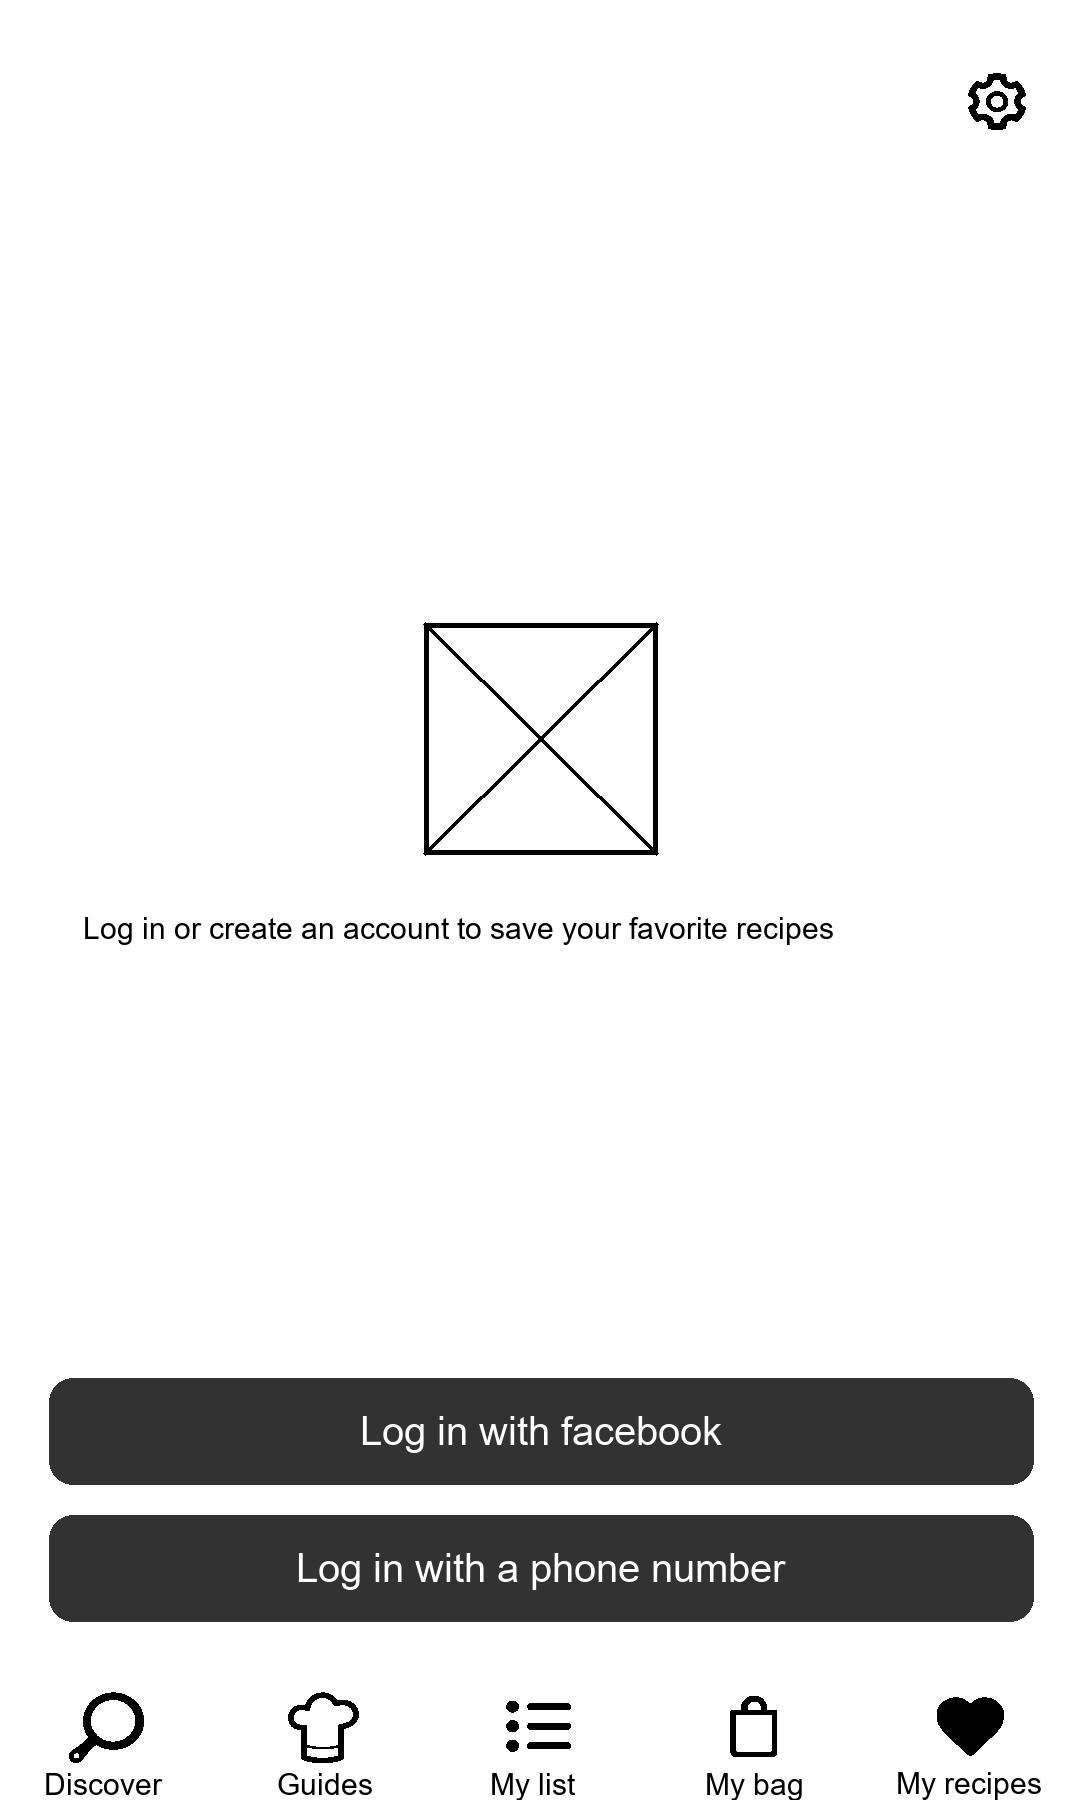 Log in or create an account to save your favorite recipes
Log in with facebook
Log in with a phone number
Discover
Guides
My list
My bag
My recipes